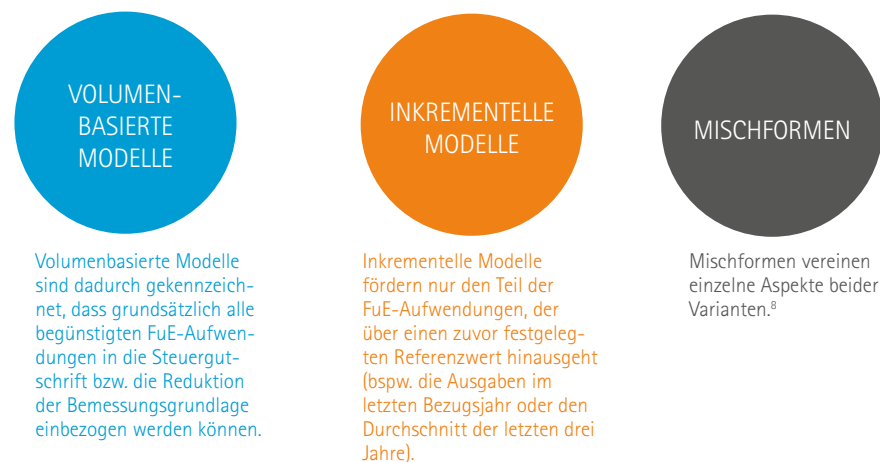 VOLUMEN-
BASIERTE
MODELLE
Volumenbasierte Modelle
sind dadurch gekennzeich-
net, dass grundsätzlich alle
begünstigten FuE-Aufwen-
dungen in die Steuergut-
schrift bzw. die Reduktion
der Bemessungsgrundlage
einbezogen werden können.
INKREMENTELLE
MODELLE
Inkrementelle Modelle
fördern nur den Teil der
FuE-Aufwendungen, der
über einen zuvor festgeleg-
ten Referenzwert hinausgeht
(bspw. die Ausgaben im
letzten Bezugsjahr oder den
Durchschnitt der letzten drei
Jahre).
MISCHFORMEN
Mischformen vereinen
einzelne Aspekte beider
Varianten.⁸